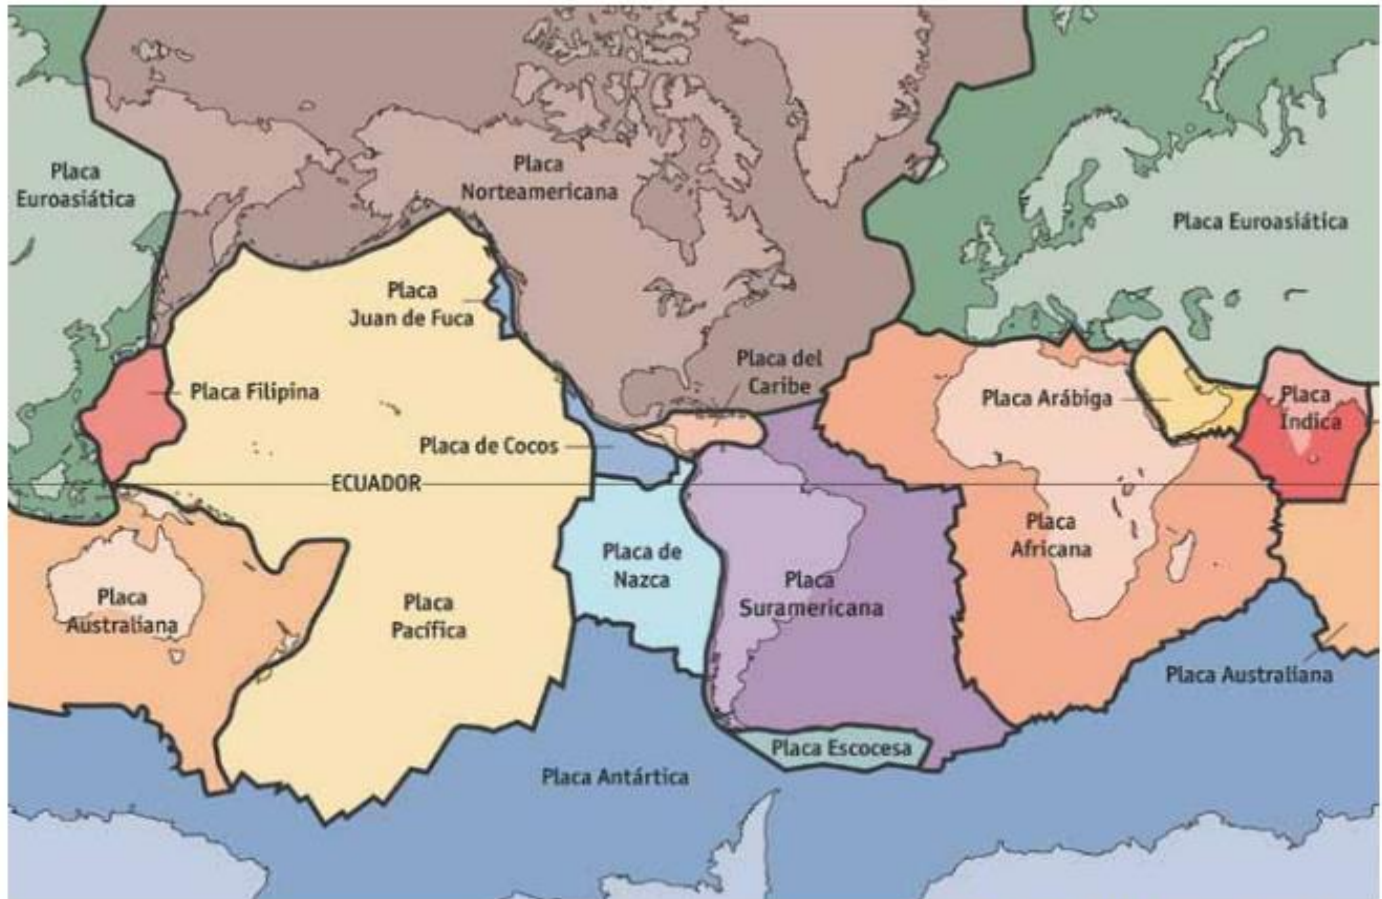 Placa
Euroasiática
Placa
Norteamericana
Placa Euroasiática
Placa
Juan de Fuca
Placa del
Caribe
Placa Filipina
Placa Arábiga
Placa
Índica
Placa de Cocos
ECUADOR
Placa
Africana
Placa de
Nazca
Placa
Suramericana
Placa
Australiana
Placa
Pacífica
Placa Australiana
Placa Escocesa
Placa Antártica